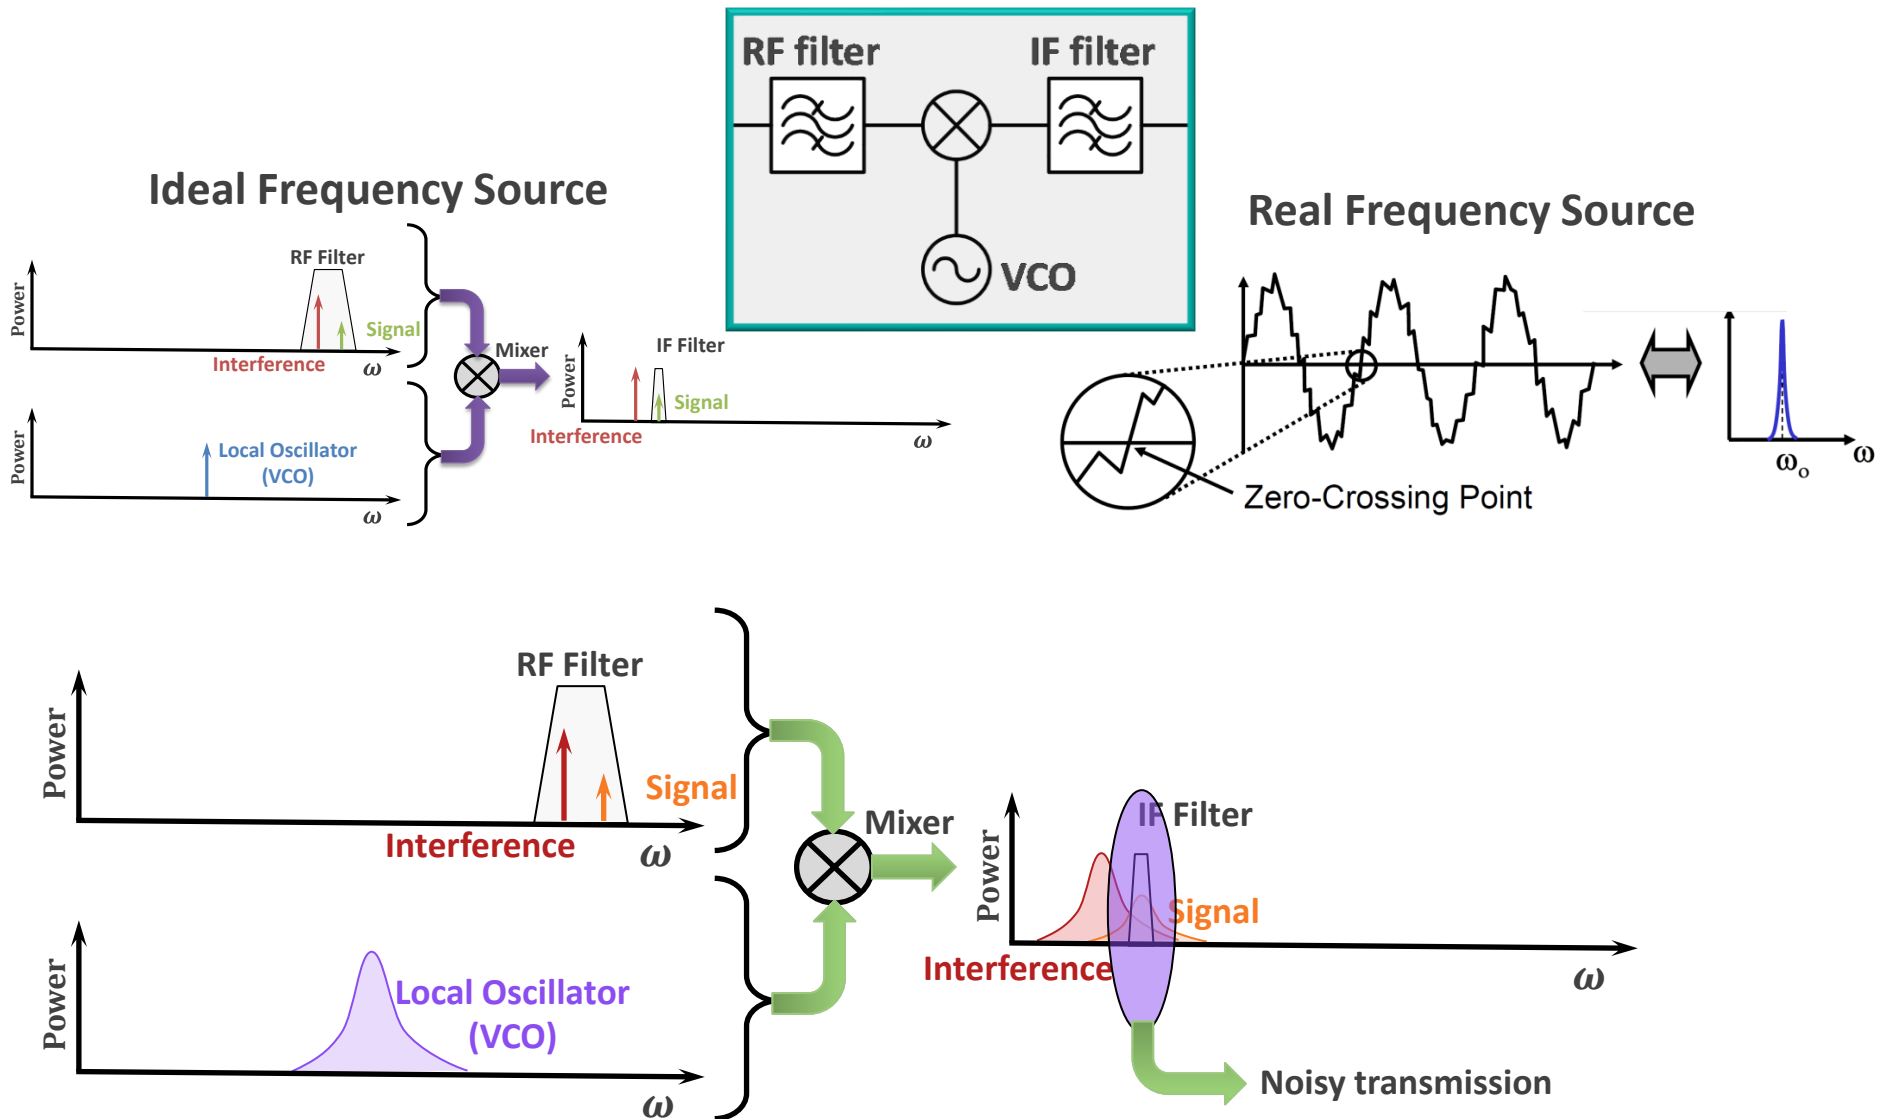 RF filter
IF filter
VCO
Ideal Frequency Source
Power
RF Filter
Signal
Interference
ω
Power
Local Oscillator
(VCO)
ω
Mixer
Power
IF Filter
Signal
Interference
ω
Real Frequency Source
Zero-Crossing Point
ωo
ω
Power
RF Filter
Signal
Interference
ω
Power
Local Oscillator
(VCO)
ω
Mixer
Power
IF Filter
Signal
Interference
ω
Noisy transmission